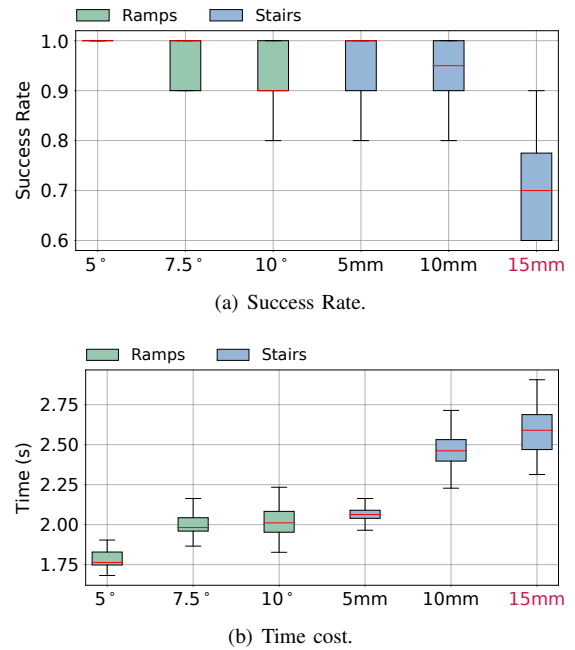 Ramps Stairs
Success Rate
1.0
0.9
0.8
0.7
0.6
5° 7.5° 10° 5mm 10mm 15mm
(a) Success Rate.
Ramps Stairs
Time (s)
2.75
2.50
2.25
2.00
1.75
5° 7.5° 10° 5mm 10mm 15mm
(b) Time cost.